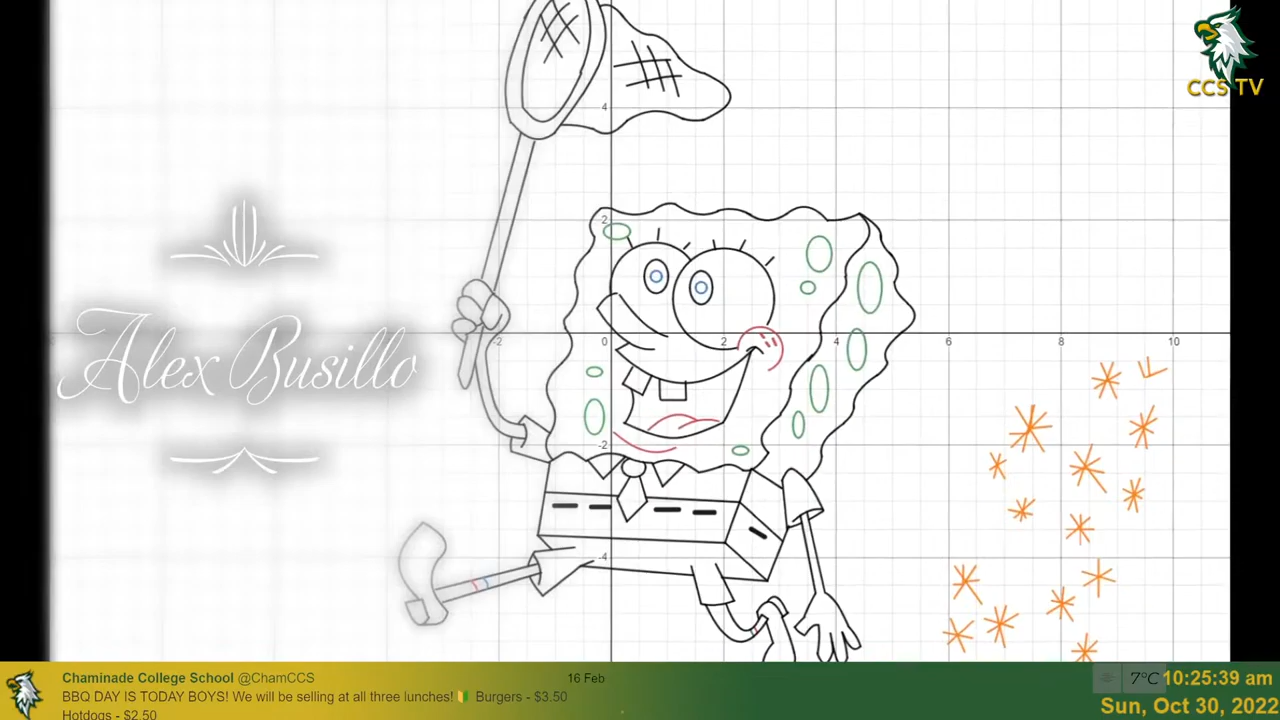 CCS TV
4
2
-2
0
2
4
6
8
10
Alex Busillo
-2
-4
Chaminade College School @ChamCCS
16 Feb
BBQ DAY IS TODAY BOYS! We will be selling at all three lunches! Burgers - $3.50
Hotdogs - $2.50
7°C
10:25:39 am
Sun, Oct 30, 2022